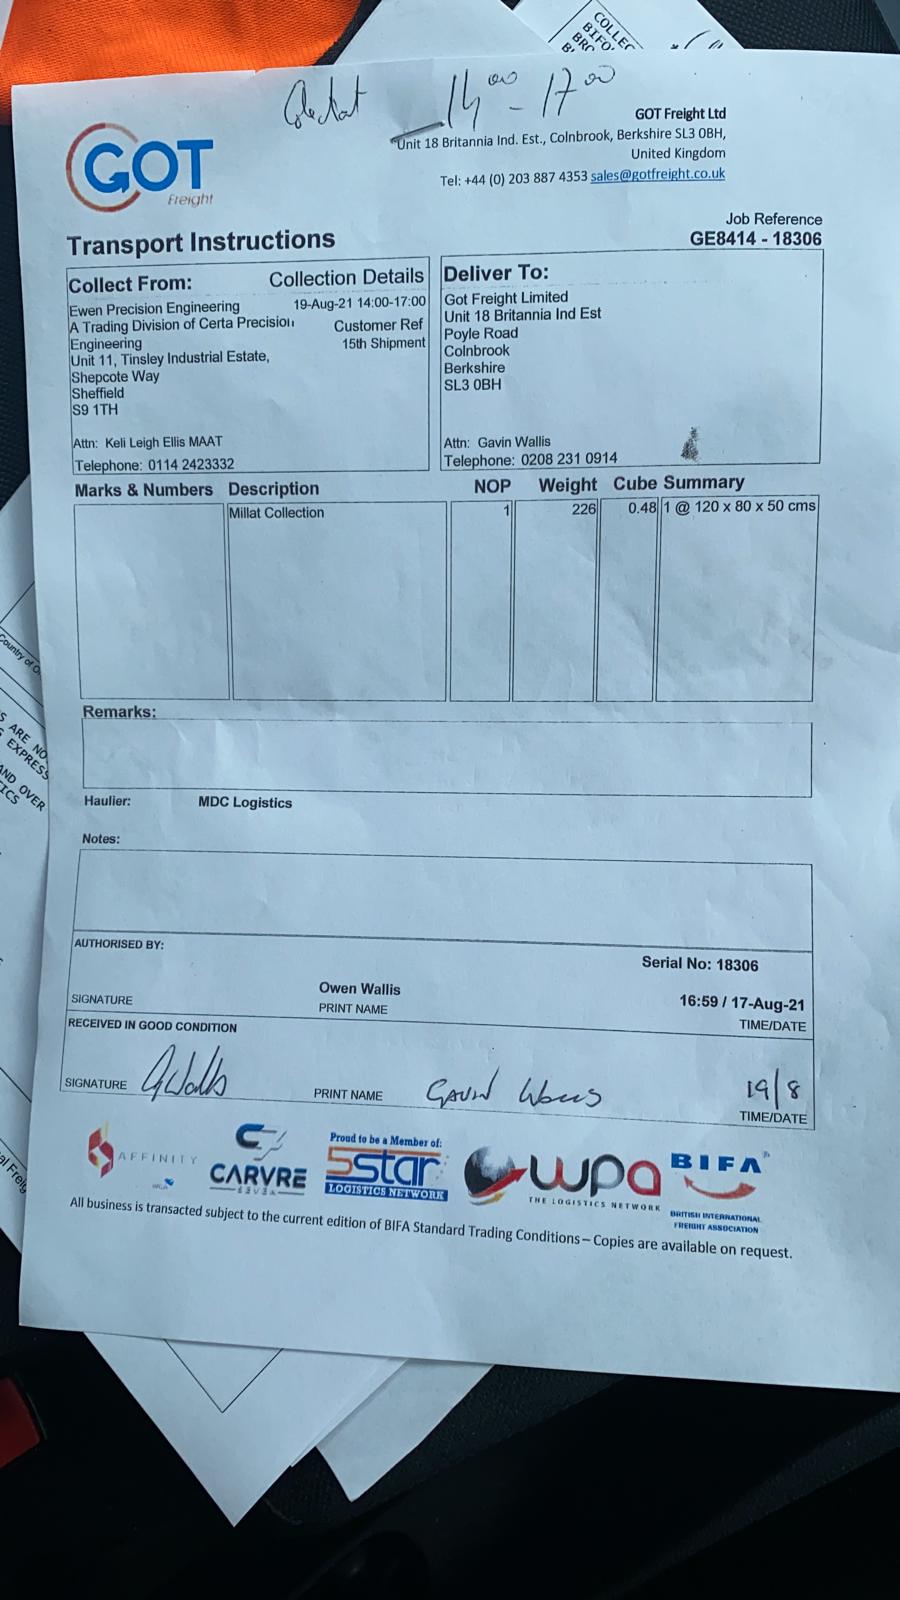 COLLEC
BIFO
BRO
14 00 - 17 00
GOT
Freight
GOT Freight Ltd
Unit 18 Britannia Ind. Est., Colnbrook, Berkshire SL3 0BH,
United Kingdom
Tel: +44 (0) 203 887 4353 sales@gotfreight.co.uk
Transport Instructions
Job Reference
GE8414 - 18306
Collect From: Collection Details
Ewen Precision Engineering 19-Aug-21 14:00-17:00
A Trading Division of Certa Precision Customer Ref
Engineering 15th Shipment
Unit 11, Tinsley Industrial Estate,
Shepcote Way
Sheffield
S9 1TH
Attn: Keli Leigh Ellis MAAT
Telephone: 0114 2423332
Deliver To:
Got Freight Limited
Unit 18 Britannia Ind Est
Poyle Road
Colnbrook
Berkshire
SL3 0BH
Attn: Gavin Wallis
Telephone: 0208 231 0914
Marks & Numbers Description NOP Weight Cube Summary
Millat Collection 1 226 0.48 1 @ 120 x 80 x 50 cms
Remarks:
Haulier: MDC Logistics
Notes:
AUTHORISED BY:
Serial No: 18306
Owen Wallis
SIGNATURE PRINT NAME 16:59 / 17-Aug-21
TIME/DATE
RECEIVED IN GOOD CONDITION
SIGNATURE GWallis PRINT NAME GAVIN WALLIS 19/8
TIME/DATE
AFFINITY
CARVRE
Proud to be a Member of:
5star
LOGISTICS NETWORK
wpa
THE LOGISTICS NETWORK
BIFA
BRITISH INTERNATIONAL
FREIGHT ASSOCIATION
All business is transacted subject to the current edition of BIFA Standard Trading Conditions – Copies are available on request.
Country of O
S ARE NO
EXPRESS
AND OVER
TICS